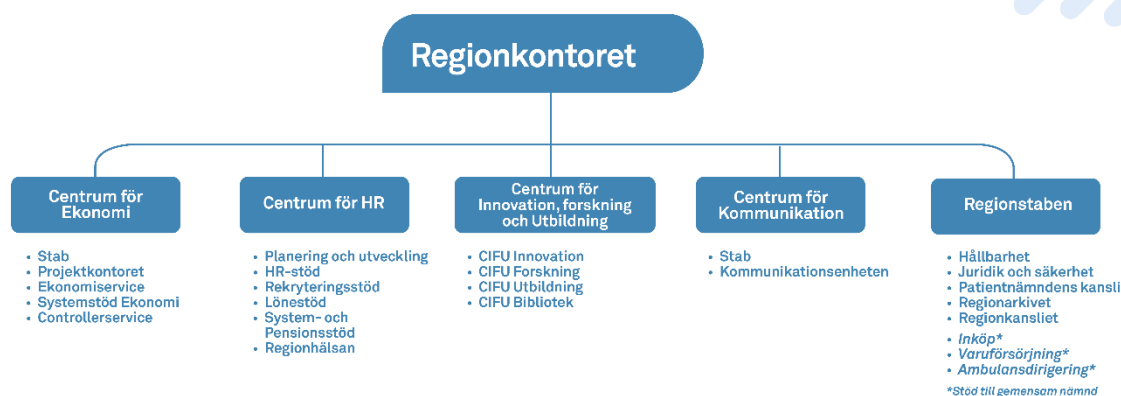 Regionkontoret
Centrum för
Ekonomi
• Stab
• Projektkontoret
• Ekonomiservice
• Systemstöd Ekonomi
• Controllerservice
Centrum för HR
• Planering och utveckling
• HR-stöd
• Rekryteringsstöd
• Lönestöd
• System- och
Pensionsstöd
• Regionhälsan
Centrum för
Innovation, forskning
och Utbildning
• CIFU Innovation
• CIFU Forskning
• CIFU Utbildning
• CIFU Bibliotek
Centrum för
Kommunikation
• Stab
• Kommunikationsenheten
Regionstaben
• Hållbarhet
• Juridik och säkerhet
• Patientnämndens kansli
• Regionarkivet
• Regionkansliet
• Inköp*
• Varuförsörjning*
• Ambulansdirigering*
*Stöd till gemensam nämnd